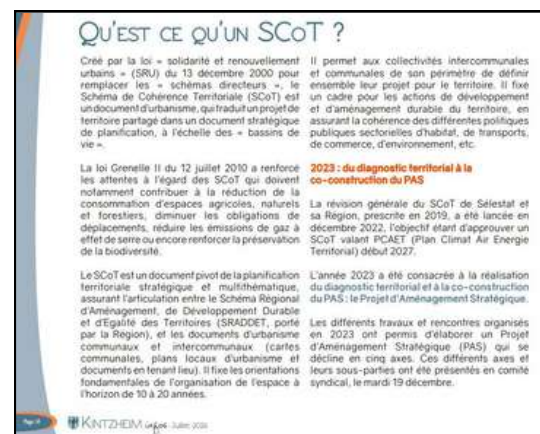 QU'EST CE QU'UN SCOT ?
Créé par la loi « solidarité et renouvellement
urbains » (SRU) du 13 décembre 2000 pour
remplacer les « schémas directeurs », le
Schéma de Cohérence Territoriale (SCoT) est
un document d'urbanisme, qui traduit un projet de
territoire partagé dans un document stratégique
de planification, à l'échelle des « bassins de
vie ».
La loi Grenelle II du 12 juillet 2010 a renforcé
les attentes à l'égard des SCoT qui doivent
notamment contribuer à la réduction de la
consommation d'espaces agricoles, naturels
et forestiers, diminuer les obligations de
déplacements, réduire les émissions de gaz à
effet de serre ou encore renforcer la préservation
de la biodiversité.
Le SCoT est un document pivot de la planification
territoriale stratégique et multithématique,
assurant l'articulation entre le Schéma Régional
d'Aménagement, de Développement Durable
et d'Egalité des Territoires (SRADDET, porté
par la Région), et les documents d'urbanisme
communaux et intercommunaux (cartes
communales, plans locaux d'urbanisme et
documents en tenant lieu). Il fixe les orientations
fondamentales de l'organisation de l'espace à
l'horizon de 10 à 20 années.
Il permet aux collectivités intercommunales
et communales de son périmètre de définir
ensemble leur projet pour le territoire. Il fixe
un cadre pour les actions de développement
et d'aménagement durable du territoire, en
assurant la cohérence des différentes politiques
publiques sectorielles d'habitat, de transports,
de commerce, d'environnement, etc.
2023 : du diagnostic territorial à la
co-construction du PAS
La révision générale du SCoT de Sélestat et
sa Région, prescrite en 2019, a été lancée en
décembre 2022, l'objectif étant d'approuver un
SCoT valant PCAET (Plan Climat Air Energie
Territorial) début 2027.
L'année 2023 a été consacrée à la réalisation
du diagnostic territorial et à la co-construction
du PAS : le Projet d'Aménagement Stratégique.
Les différents travaux et rencontres organisés
en 2023 ont permis d'élaborer un Projet
d'Aménagement Stratégique (PAS) qui se
décline en cinq axes. Ces différents axes et
leurs sous-parties ont été présentés en comité
syndical, le mardi 19 décembre.
KINTZHEIM infos Juillet 2024